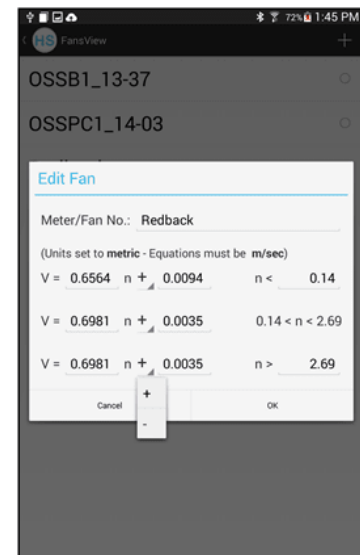 72% 1:45 PM
HS FansView
OSSB1_13-37
OSSPC1_14-03
Edit Fan
Meter/Fan No.: Redback
(Units set to metric - Equations must be m/sec)
V = 0.6564 n + 0.0094 n < 0.14
V = 0.6981 n + 0.0035 0.14 < n < 2.69
V = 0.6981 n + 0.0035 n > 2.69
+
-
Cancel OK